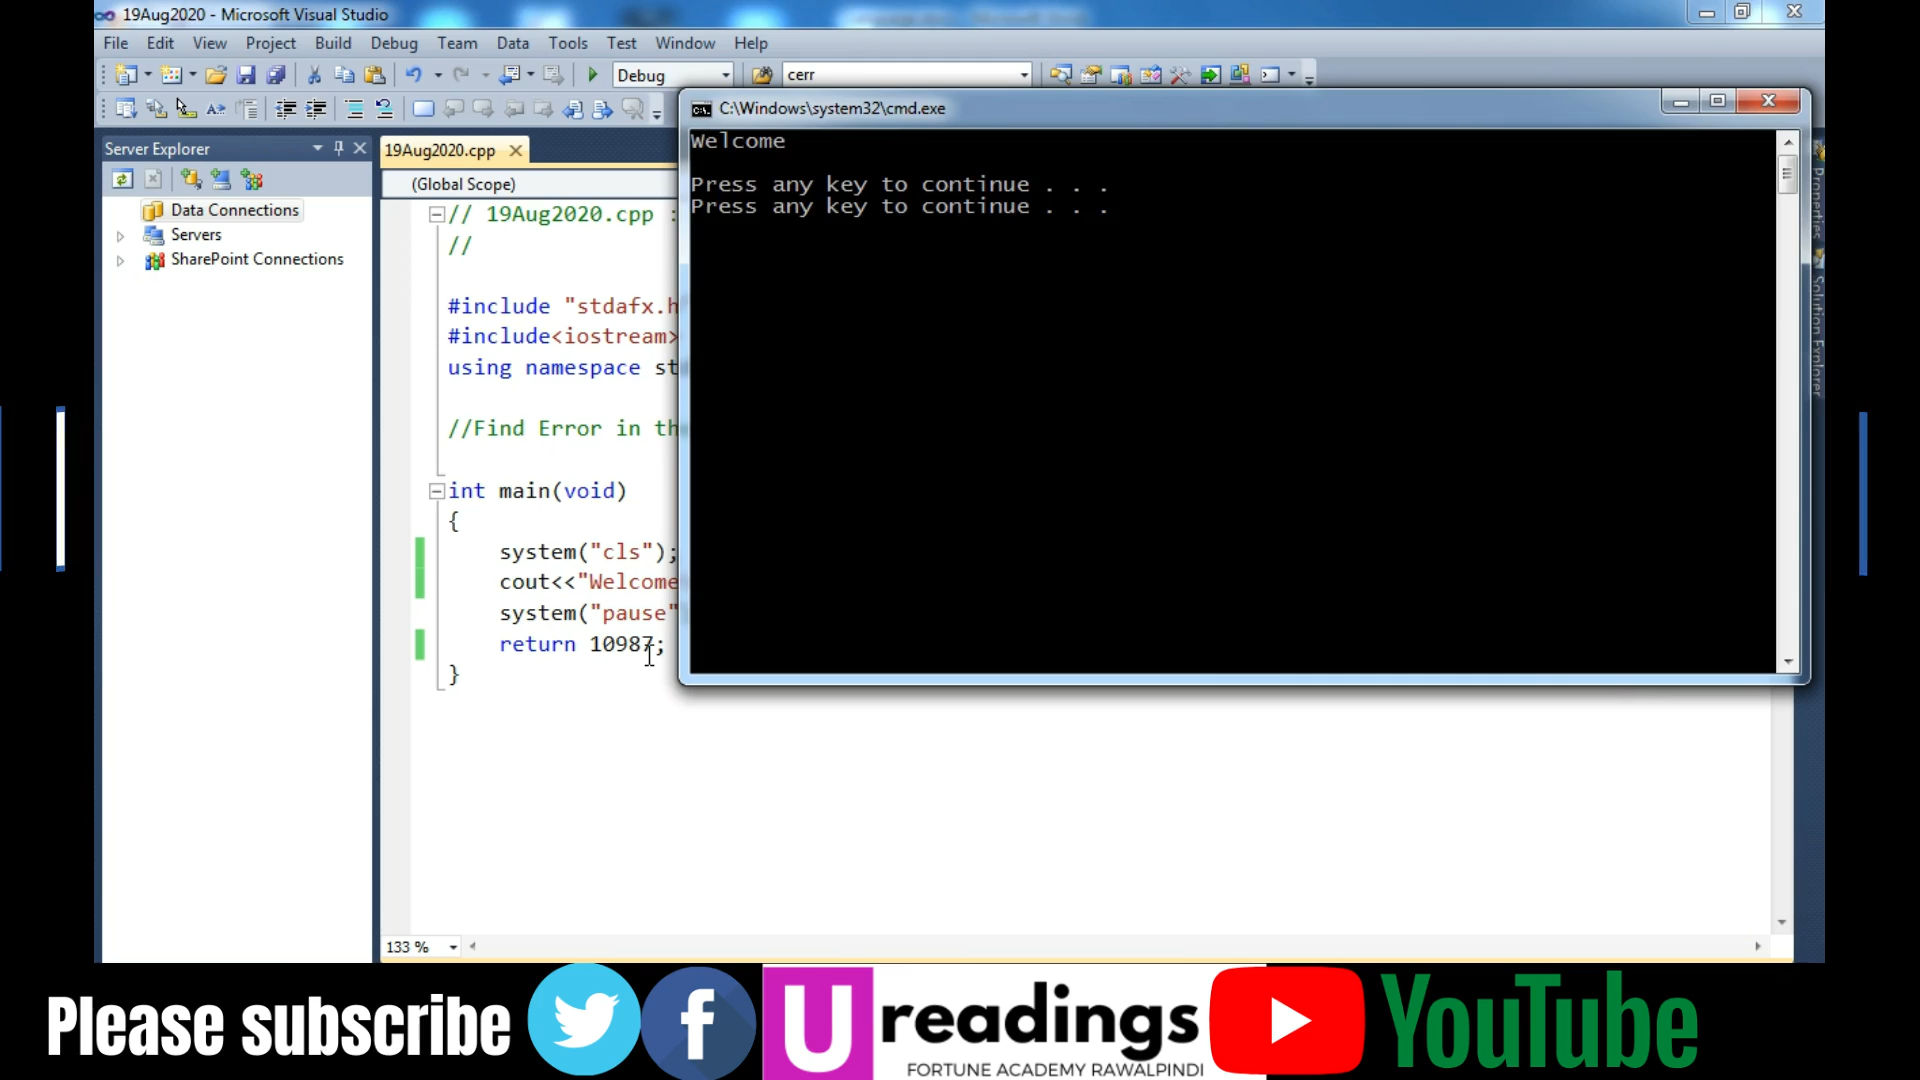 19Aug2020 - Microsoft Visual Studio
File Edit View Project Build Debug Team Data Tools Test Window Help
Debug cerr
C:\Windows\system32\cmd.exe
Server Explorer
19Aug2020.cpp
Data Connections
Servers
SharePoint Connections
(Global Scope)
// 19Aug2020.cpp :
//
#include "stdafx.h
#include<iostream>
using namespace st
//Find Error in th
int main(void)
{
system("cls");
cout<<"Welcome
system("pause"
return 10987;
}
133 %
Welcome
Press any key to continue . . .
Press any key to continue . . .
Properties
Solution Explorer
Please subscribe
f
U readings
FORTUNE ACADEMY RAWALPINDI
YouTube